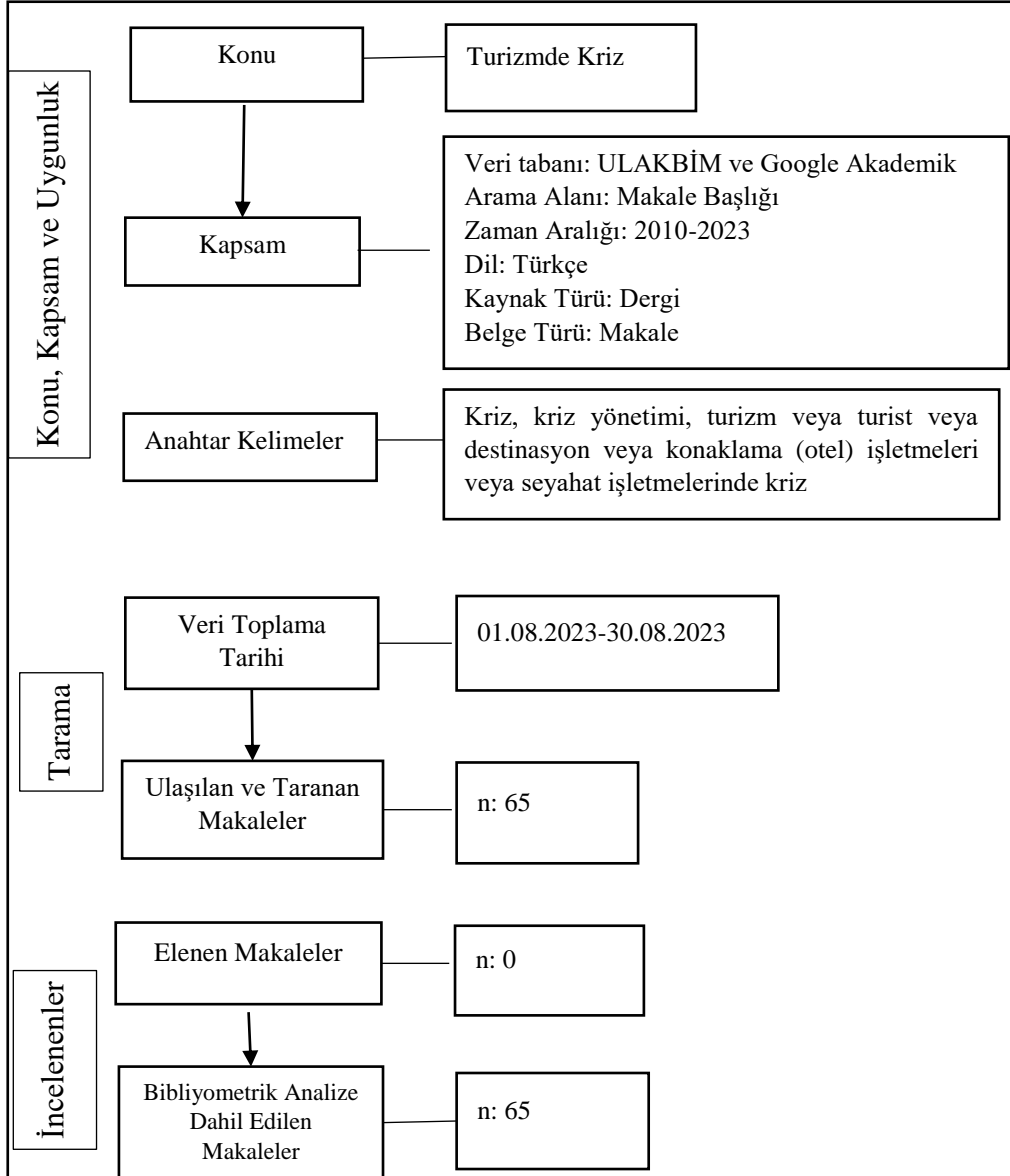 Konu, Kapsam ve Uygunluk
Konu
Turizmde Kriz
Kapsam
Veri tabanı: ULAKBİM ve Google Akademik
Arama Alanı: Makale Başlığı
Zaman Aralığı: 2010-2023
Dil: Türkçe
Kaynak Türü: Dergi
Belge Türü: Makale
Anahtar Kelimeler
Kriz, kriz yönetimi, turizm veya turist veya
destinasyon veya konaklama (otel) işletmeleri
veya seyahat işletmelerinde kriz
Tarama
Veri Toplama
Tarihi
01.08.2023-30.08.2023
Ulaşılan ve Taranan
Makaleler
n: 65
İncelenenler
Elenen Makaleler
n: 0
Bibliyometrik Analize
Dahil Edilen
Makaleler
n: 65